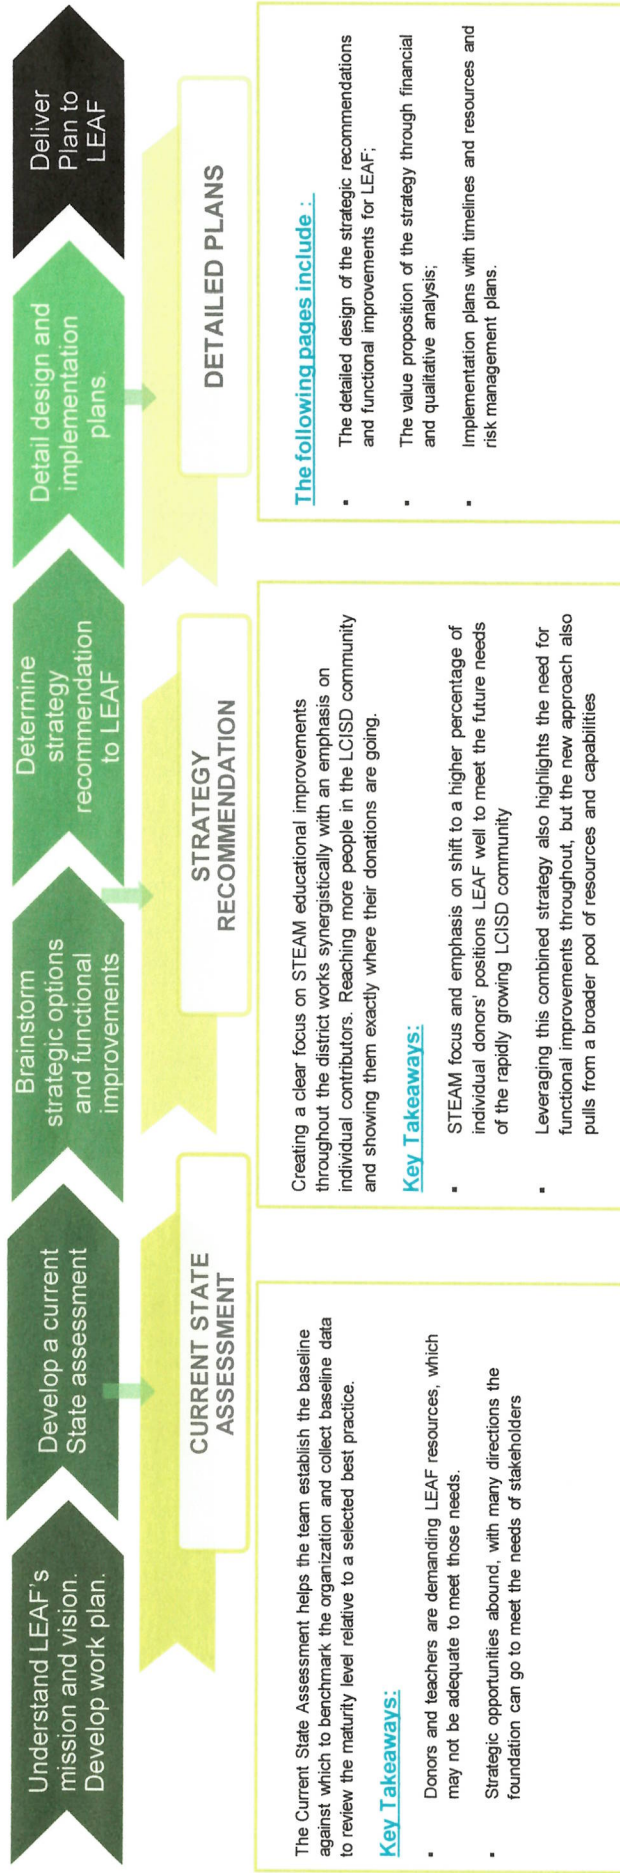 Understand LEAF's
mission and vision.
Develop work plan.
Develop a current
State assessment
Brainstorm
strategic options
and functional
improvements
Determine
strategy
recommendation
to LEAF
Detail design and
implementation
plans.
Deliver
Plan to
LEAF
CURRENT STATE
ASSESSMENT
The Current State Assessment helps the team establish the baseline
against which to benchmark the organization and collect baseline data
to review the maturity level relative to a selected best practice.
Key Takeaways:
▪ Donors and teachers are demanding LEAF resources, which
may not be adequate to meet those needs.
▪ Strategic opportunities abound, with many directions the
foundation can go to meet the needs of stakeholders
STRATEGY
RECOMMENDATION
Creating a clear focus on STEAM educational improvements
throughout the district works synergistically with an emphasis on
individual contributors. Reaching more people in the LCISD community
and showing them exactly where their donations are going.
Key Takeaways:
▪ STEAM focus and emphasis on shift to a higher percentage of
individual donors' positions LEAF well to meet the future needs
of the rapidly growing LCISD community
▪ Leveraging this combined strategy also highlights the need for
functional improvements throughout, but the new approach also
pulls from a broader pool of resources and capabilities
DETAILED PLANS
The following pages include :
▪ The detailed design of the strategic recommendations
and functional improvements for LEAF;
▪ The value proposition of the strategy through financial
and qualitative analysis;
▪ Implementation plans with timelines and resources and
risk management plans.